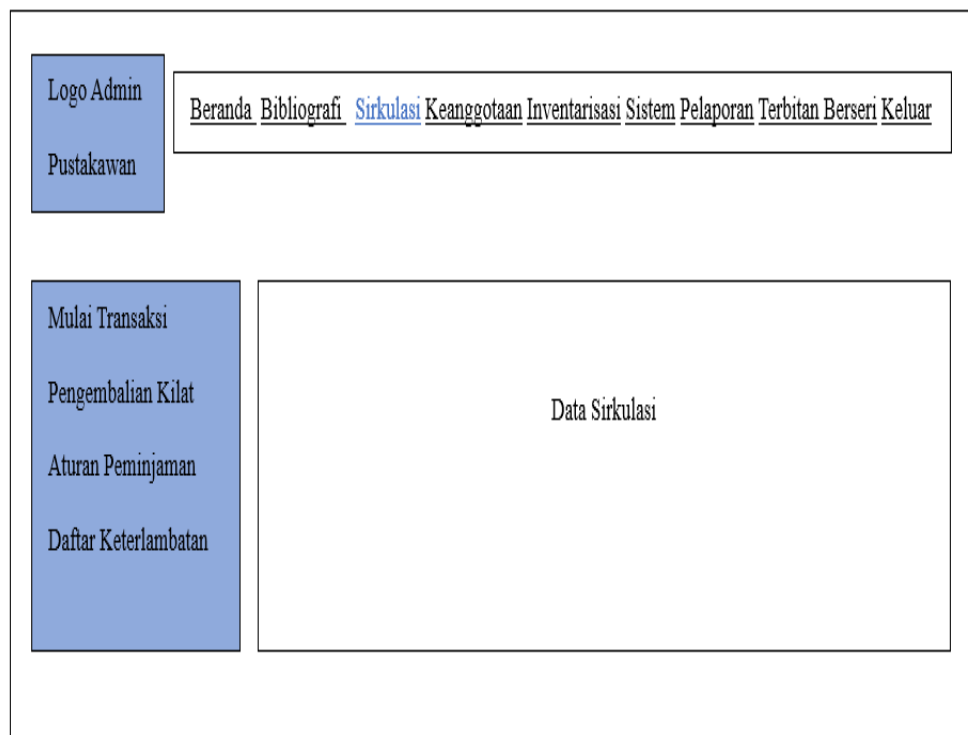 Logo Admin
Pustakawan
Beranda Bibliografi Sirkulasi Keanggotaan Inventarisasi Sistem Pelaporan Terbitan Berseri Keluar
Mulai Transaksi
Pengembalian Kilat
Aturan Peminjaman
Daftar Keterlambatan
Data Sirkulasi